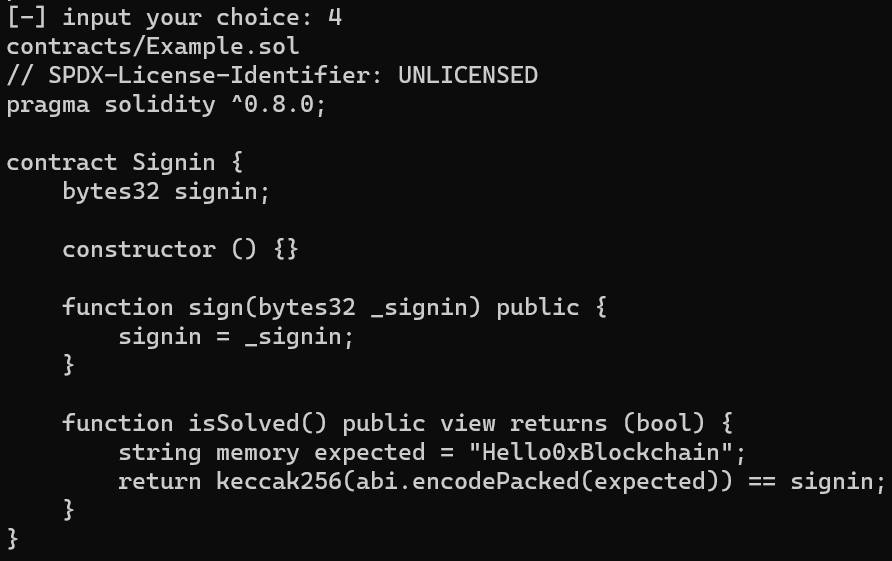 [-] input your choice: 4
contracts/Example.sol
// SPDX-License-Identifier: UNLICENSED
pragma solidity ^0.8.0;

contract Signin {
    bytes32 signin;

    constructor () {}

    function sign(bytes32 _signin) public {
        signin = _signin;
    }

    function isSolved() public view returns (bool) {
        string memory expected = "Hello0xBlockchain";
        return keccak256(abi.encodePacked(expected)) == signin;
    }
}